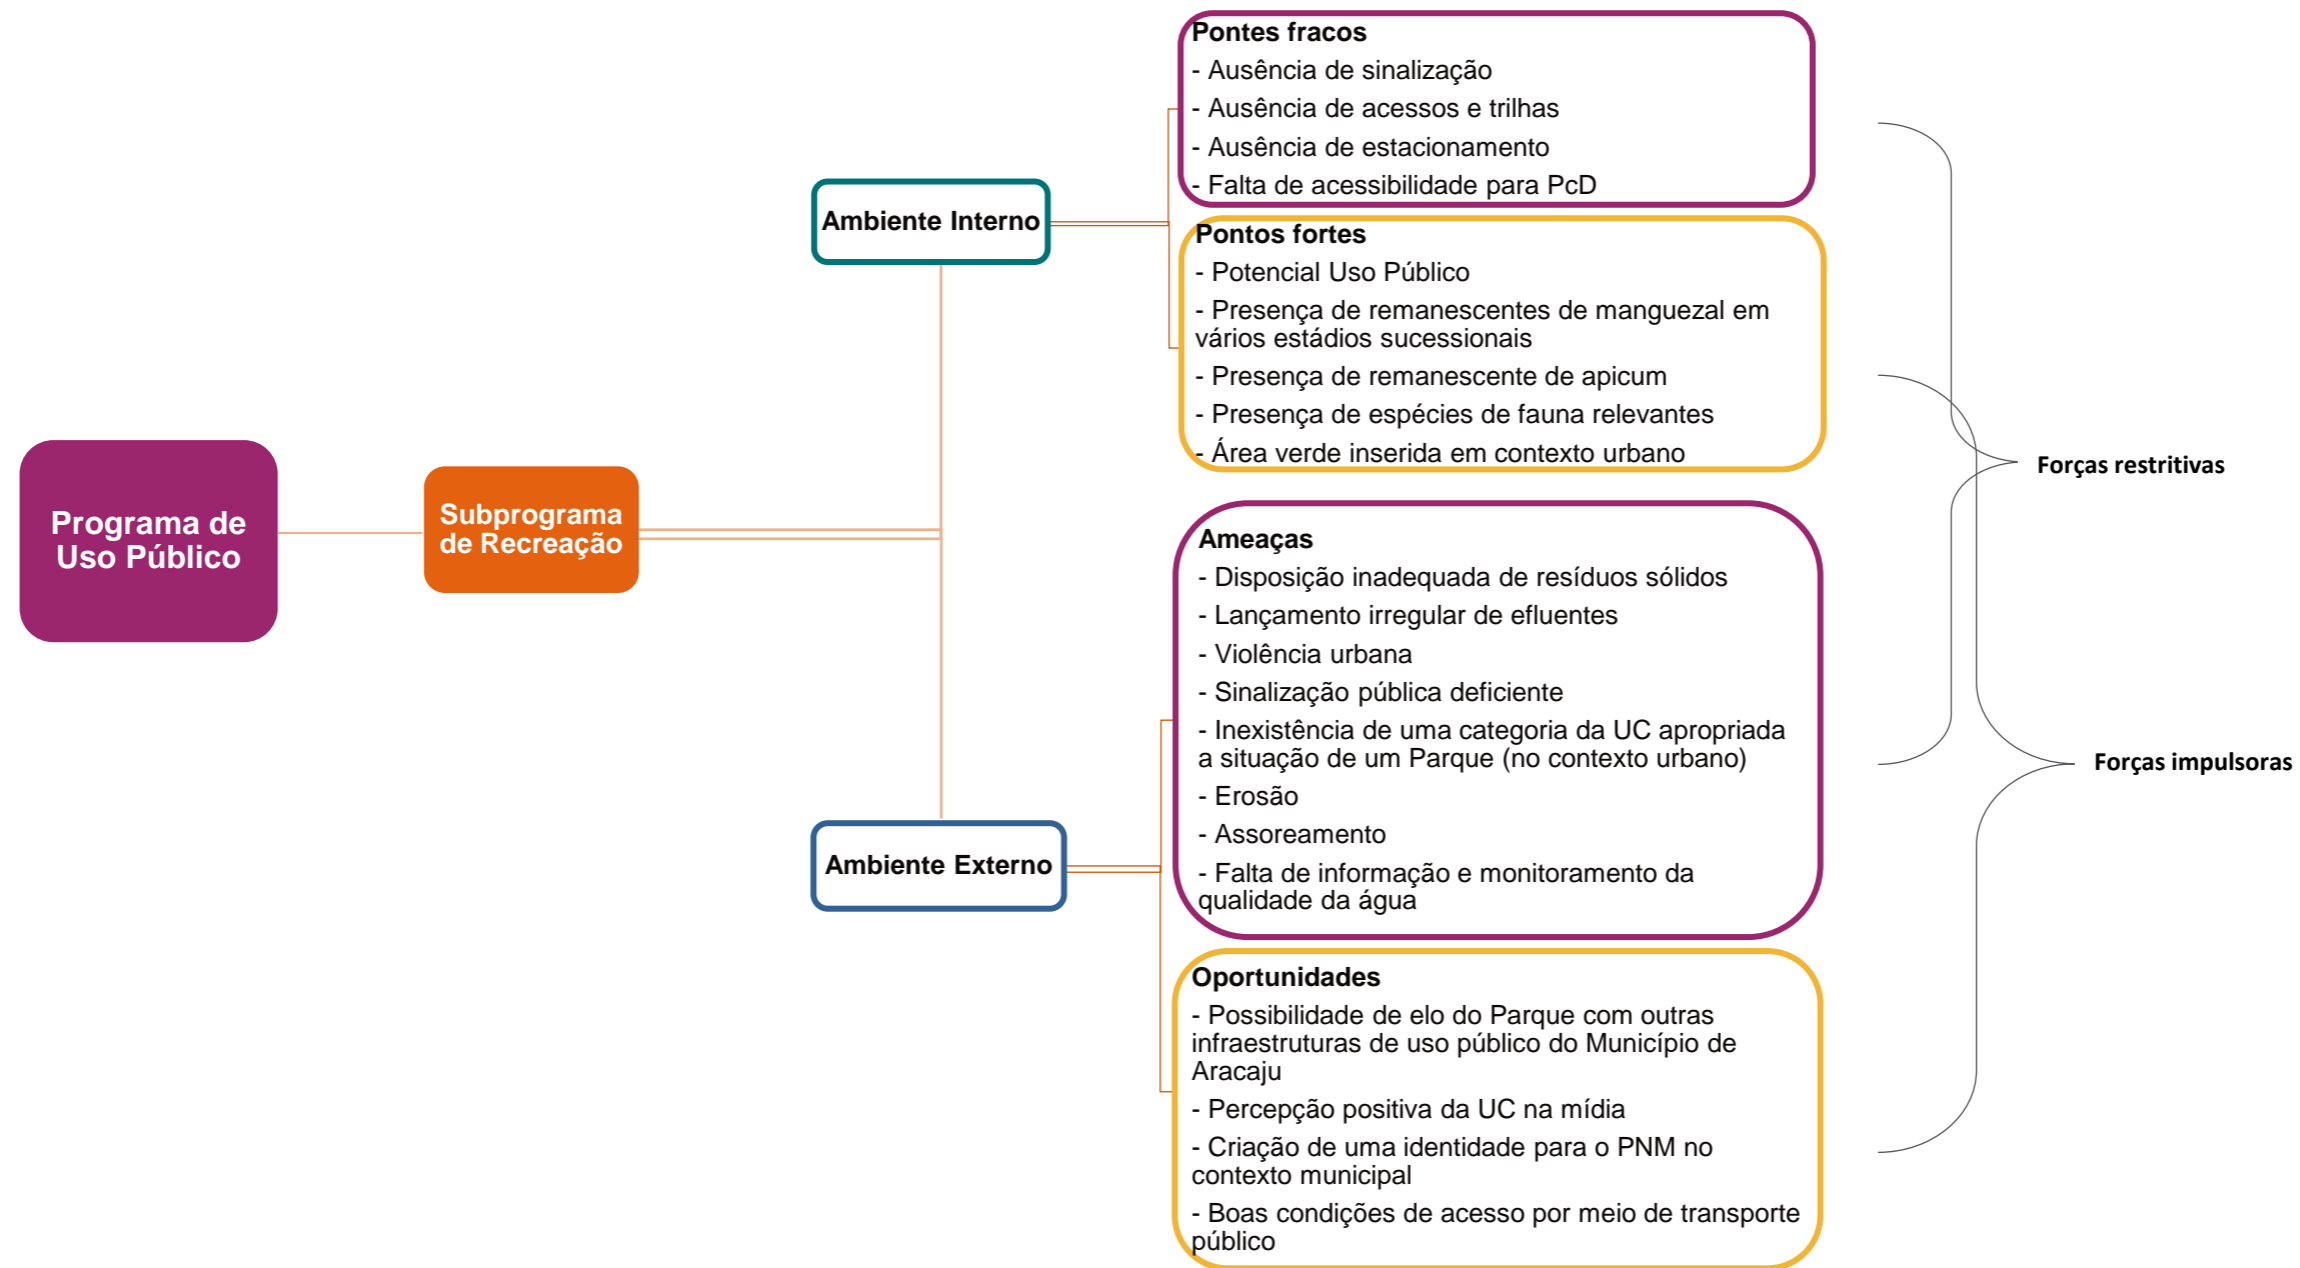 Programa de
Uso Público
Subprograma
de Recreação
Ambiente Interno
Pontes fracos
- Ausência de sinalização
- Ausência de acessos e trilhas
- Ausência de estacionamento
- Falta de acessibilidade para PcD
Pontos fortes
- Potencial Uso Público
- Presença de remanescentes de manguezal em
vários estádios sucessionais
- Presença de remanescente de apicum
- Presença de espécies de fauna relevantes
- Área verde inserida em contexto urbano
Ambiente Externo
Ameaças
- Disposição inadequada de resíduos sólidos
- Lançamento irregular de efluentes
- Violência urbana
- Sinalização pública deficiente
- Inexistência de uma categoria da UC apropriada
a situação de um Parque (no contexto urbano)
- Erosão
- Assoreamento
- Falta de informação e monitoramento da
qualidade da água
Oportunidades
- Possibilidade de elo do Parque com outras
infraestruturas de uso público do Município de
Aracaju
- Percepção positiva da UC na mídia
- Criação de uma identidade para o PNM no
contexto municipal
- Boas condições de acesso por meio de transporte
público
Forças restritivas
Forças impulsoras